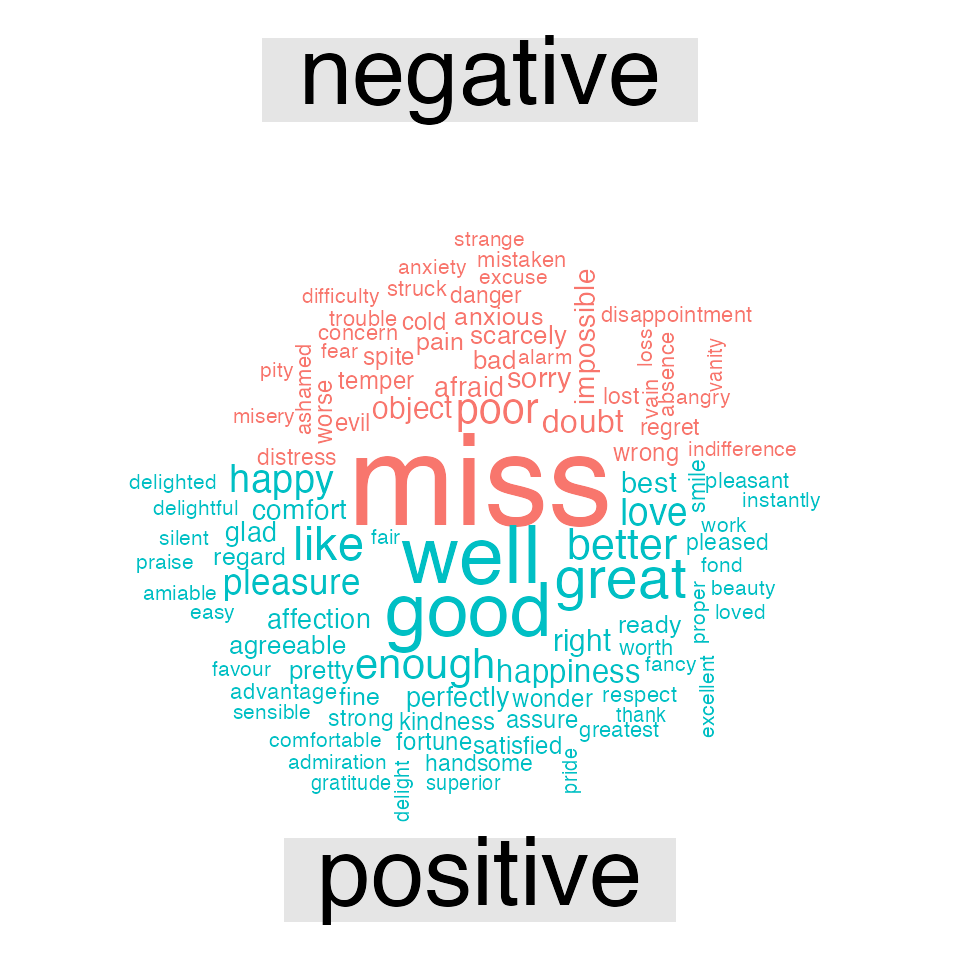 negative
strange
anxiety mistaken
struck excuse
difficulty danger impossible
trouble cold anxious disappointment
concern pain scarcely loss absence vanity
fear spite bad alarm
pity ashamed temper afraid sorry lost vain angry
misery worse evil object poor doubt regret
distress miss wrong indifference
delighted happy best smile pleasant
delightful comfort love instantly
silent glad like fair well better work pleased
praise regard great fond
amiable pleasure beauty
easy affection good proper loved
agreeable right ready worth
favour pretty enough happiness fancy excellent
advantage fine perfectly wonder respect
sensible strong kindness assure thank greatest
comfortable fortune satisfied
admiration handsome pride
gratitude delight superior
positive